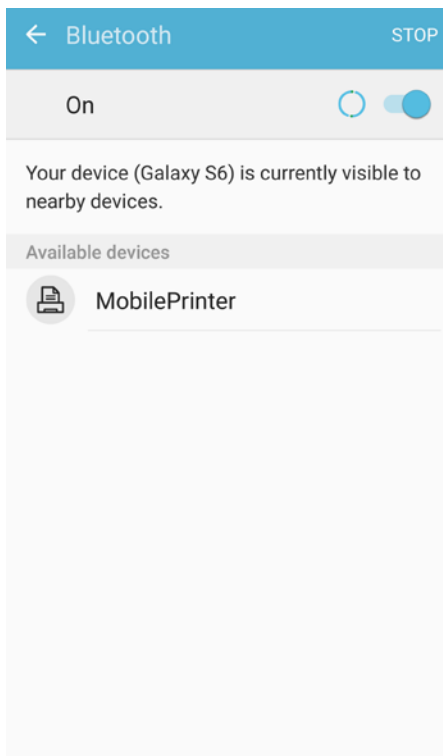 Bluetooth STOP
On
Your device (Galaxy S6) is currently visible to
nearby devices.
Available devices
MobilePrinter